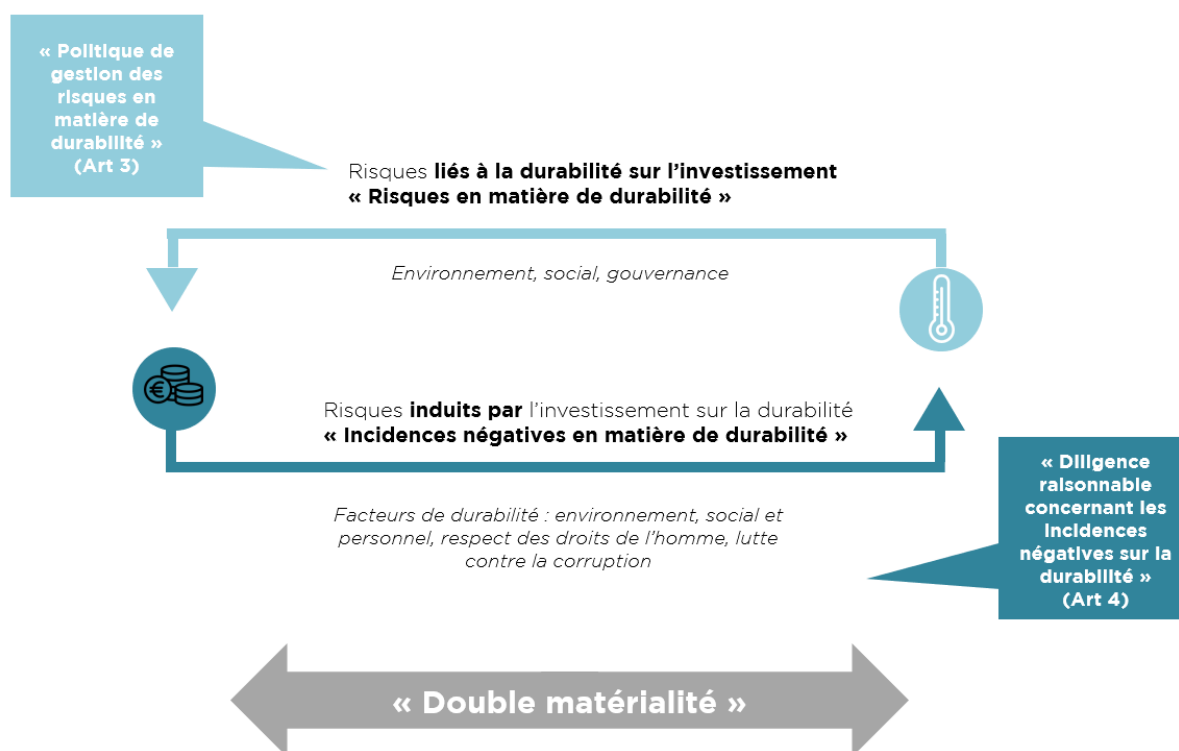 « Politique de
gestion des
risques en
matière de
durabilité »
(Art 3)
Risques liés à la durabilité sur l’investissement
« Risques en matière de durabilité »
Environnement, social, gouvernance
€
Risques induits par l’investissement sur la durabilité
« Incidences négatives en matière de durabilité »
Facteurs de durabilité : environnement, social et
personnel, respect des droits de l’homme, lutte
contre la corruption
« Diligence
raisonnable
concernant les
incidences
négatives sur la
durabilité »
(Art 4)
« Double matérialité »